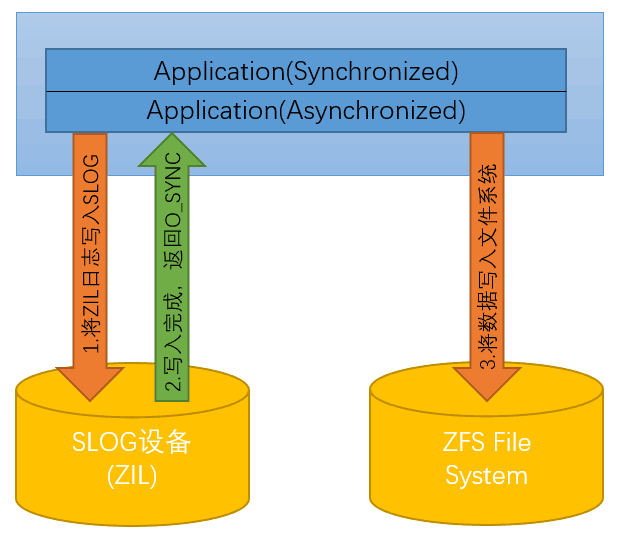 Application(Synchronized)
Application(Asynchronized)
1.将ZIL日志写入SLOG
2.写入完成，返回O_SYNC
3.将数据写入文件系统
SLOG设备
(ZIL)
ZFS File
System